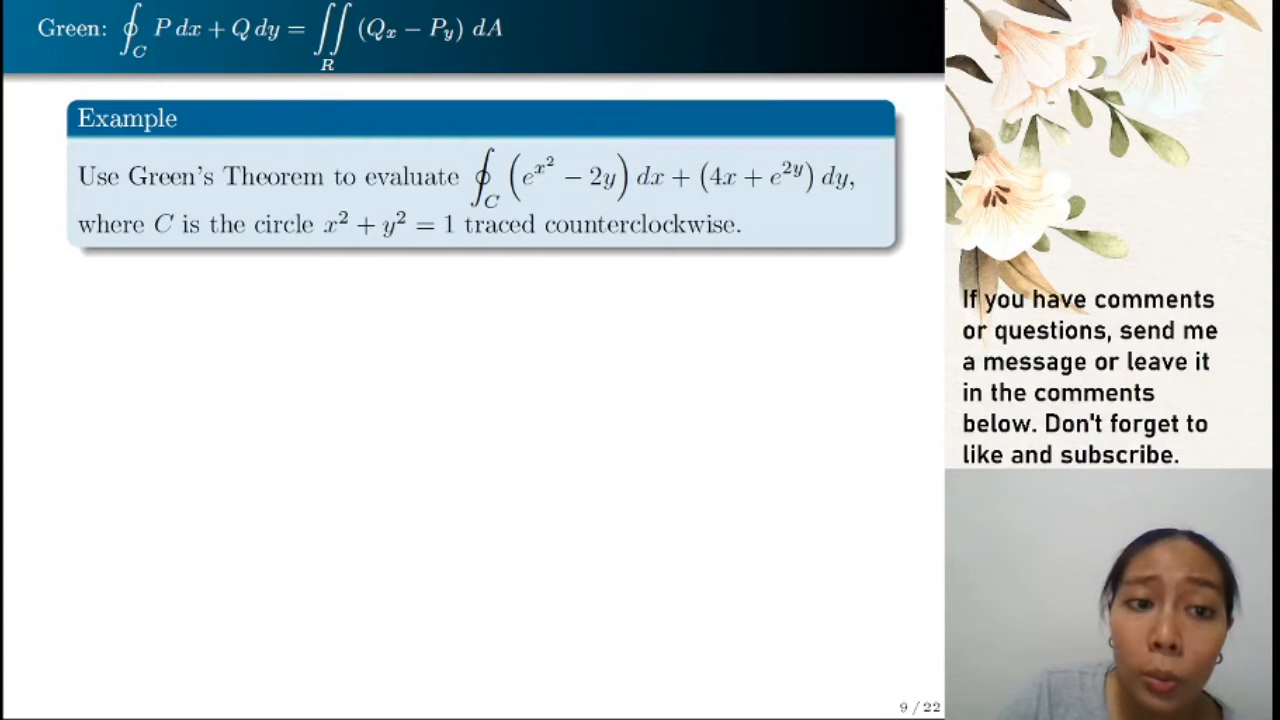 Green: ∮_C P dx + Q dy = ∬_R (Q_x − P_y) dA
Example
Use Green's Theorem to evaluate ∮_C (e^{x^2} − 2y) dx + (4x + e^{2y}) dy,
where C is the circle x^2 + y^2 = 1 traced counterclockwise.
If you have comments
or questions, send me
a message or leave it
in the comments
below. Don't forget to
like and subscribe.
9 / 22